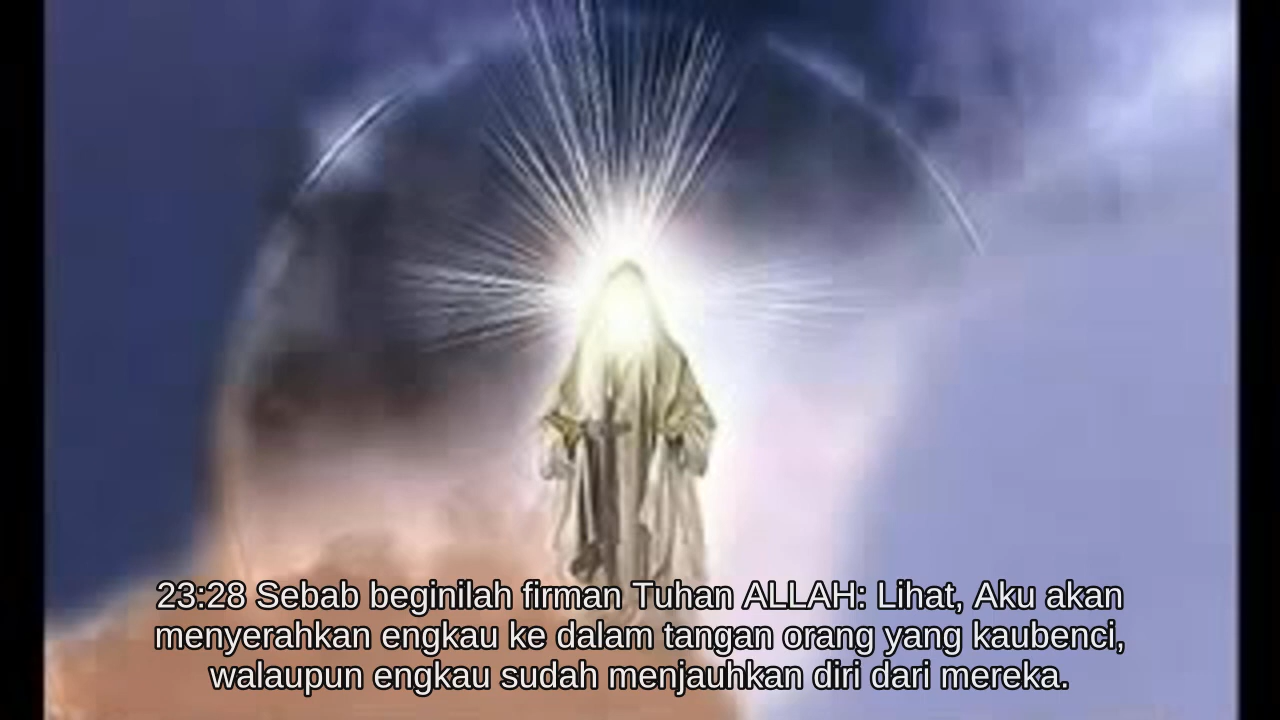 23:28 Sebab beginilah firman Tuhan ALLAH: Lihat, Aku akan
menyerahkan engkau ke dalam tangan orang yang kaubenci,
walaupun engkau sudah menjauhkan diri dari mereka.